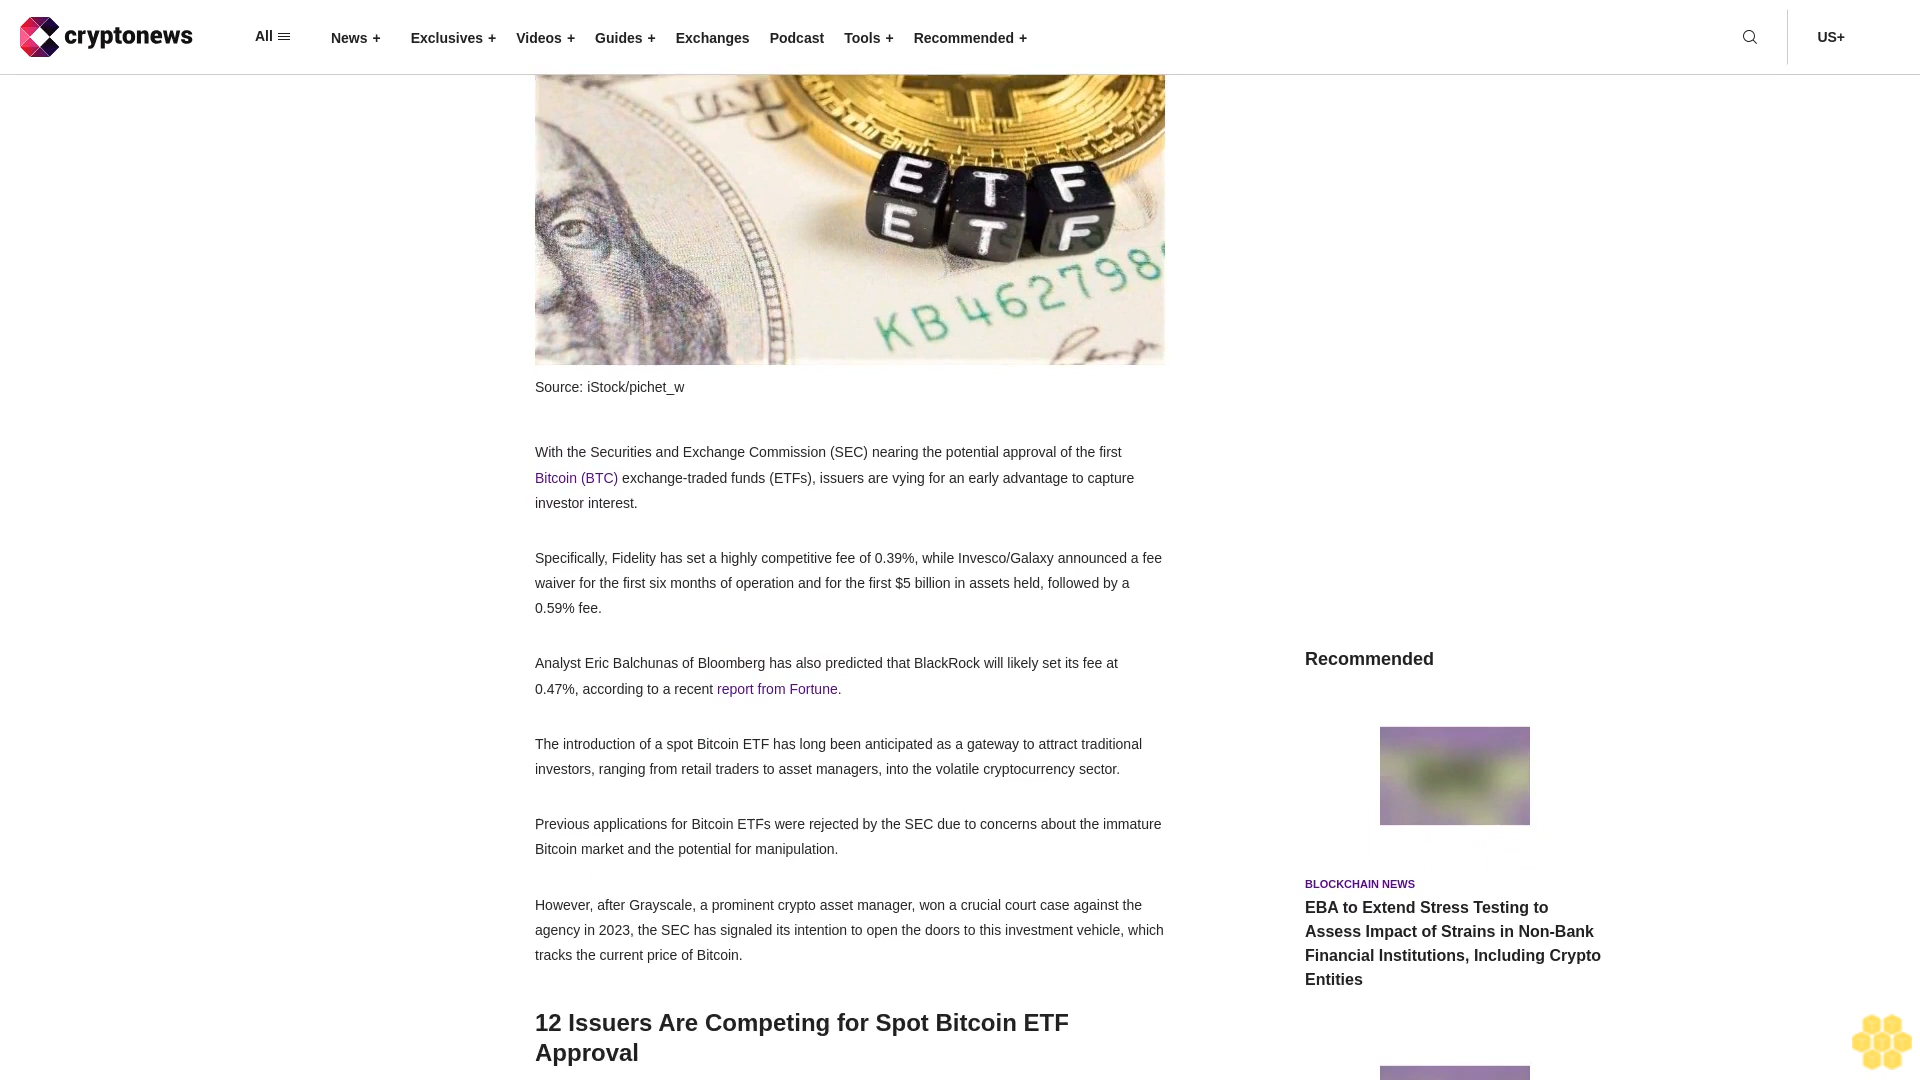 cryptonews
All
News +
Exclusives +
Videos +
Guides +
Exchanges
Podcast
Tools +
Recommended +
US+
E T F
E T F
KB462798
Source: iStock/pichet_w
With the Securities and Exchange Commission (SEC) nearing the potential approval of the first
Bitcoin (BTC) exchange-traded funds (ETFs), issuers are vying for an early advantage to capture
investor interest.
Specifically, Fidelity has set a highly competitive fee of 0.39%, while Invesco/Galaxy announced a fee
waiver for the first six months of operation and for the first $5 billion in assets held, followed by a
0.59% fee.
Analyst Eric Balchunas of Bloomberg has also predicted that BlackRock will likely set its fee at
0.47%, according to a recent report from Fortune.
The introduction of a spot Bitcoin ETF has long been anticipated as a gateway to attract traditional
investors, ranging from retail traders to asset managers, into the volatile cryptocurrency sector.
Previous applications for Bitcoin ETFs were rejected by the SEC due to concerns about the immature
Bitcoin market and the potential for manipulation.
However, after Grayscale, a prominent crypto asset manager, won a crucial court case against the
agency in 2023, the SEC has signaled its intention to open the doors to this investment vehicle, which
tracks the current price of Bitcoin.
12 Issuers Are Competing for Spot Bitcoin ETF
Approval
Recommended
BLOCKCHAIN NEWS
EBA to Extend Stress Testing to
Assess Impact of Strains in Non-Bank
Financial Institutions, Including Crypto
Entities